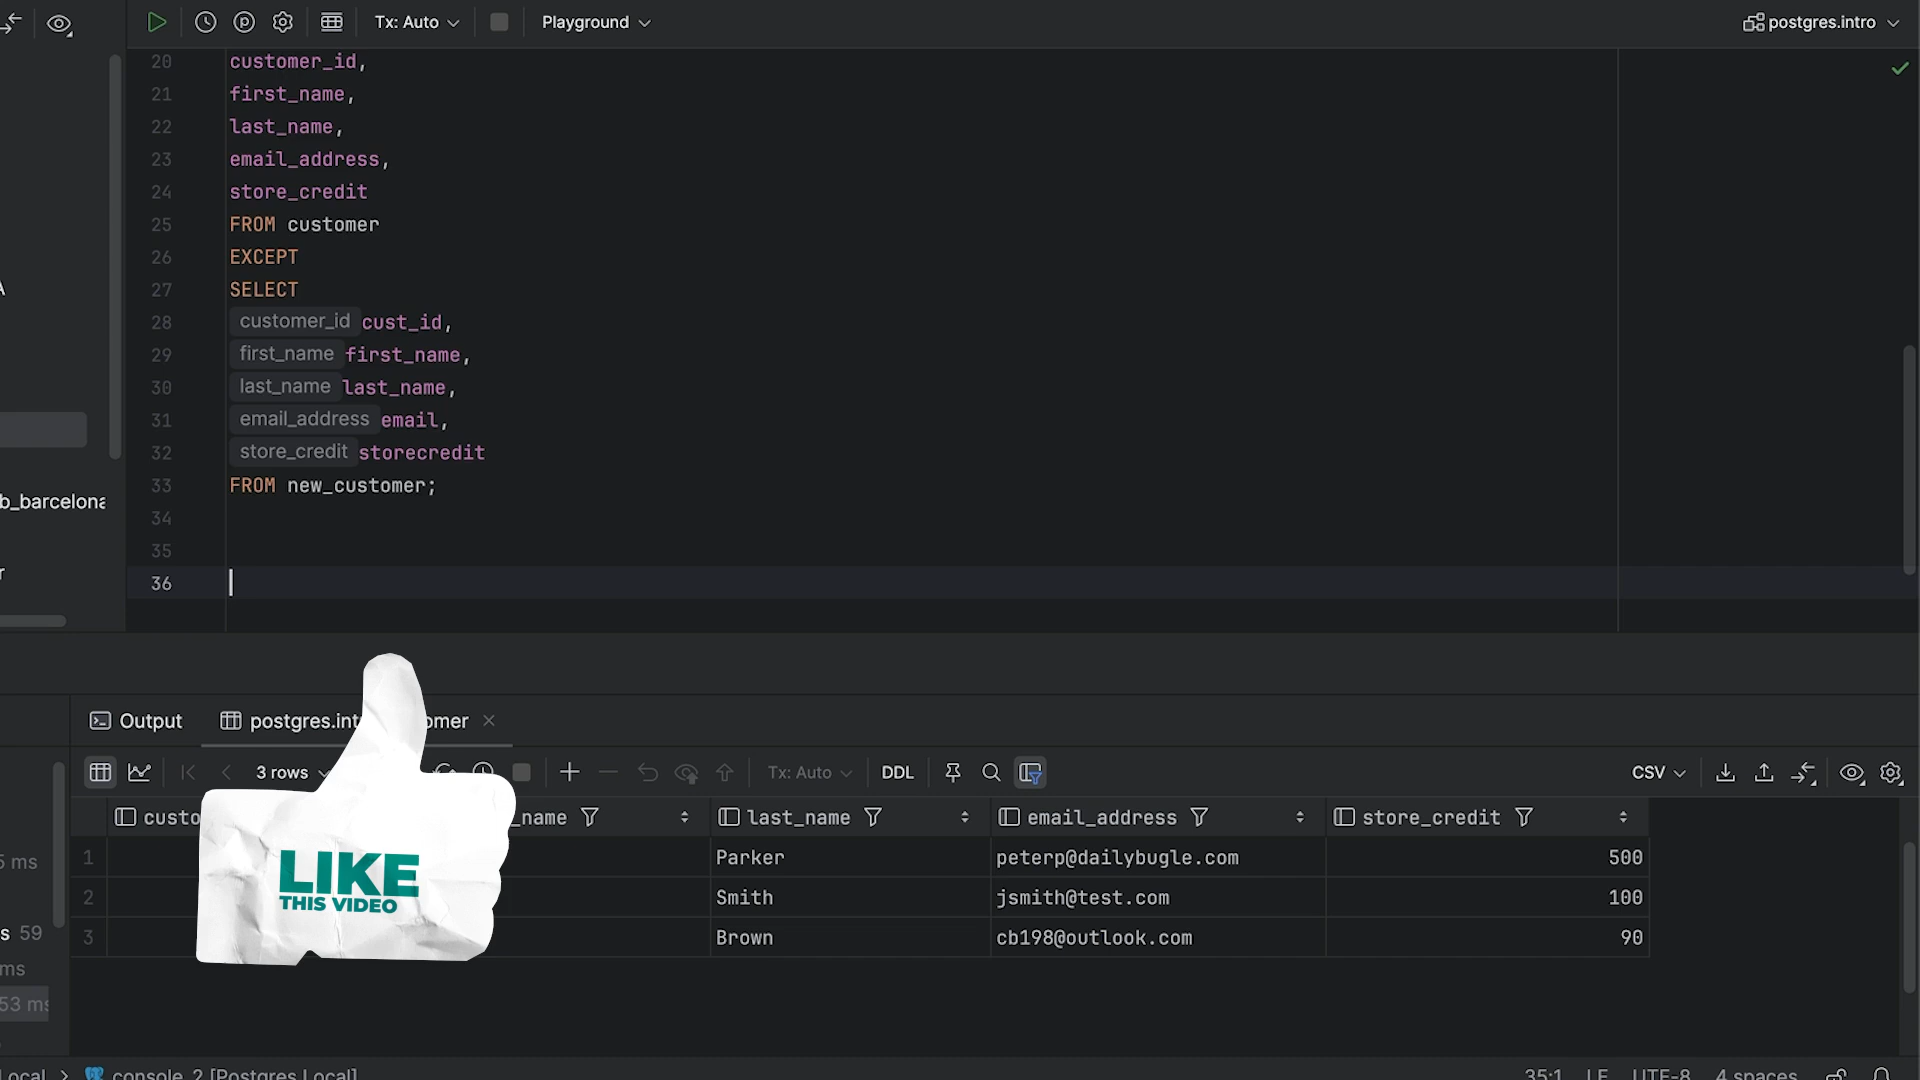 Tx: Auto Playground postgres.intro
20 customer_id,
21 first_name,
22 last_name,
23 email_address,
24 store_credit
25 FROM customer
26 EXCEPT
27 SELECT
28 customer_id cust_id,
29 first_name first_name,
30 last_name last_name,
31 email_address email,
32 store_credit storecredit
33 FROM new_customer;
34
35
36
A
b_barcelona
r
Output postgres.int omer
3 rows Tx: Auto DDL CSV
custo _name last_name email_address store_credit
1 Parker peterp@dailybugle.com 500
2 Smith jsmith@test.com 100
3 Brown cb198@outlook.com 90
LIKE
THIS VIDEO
5 ms
s 59
ms
53 ms
Local > console_2 [Postgres Local] 35:1 LF UTF-8 4 spaces